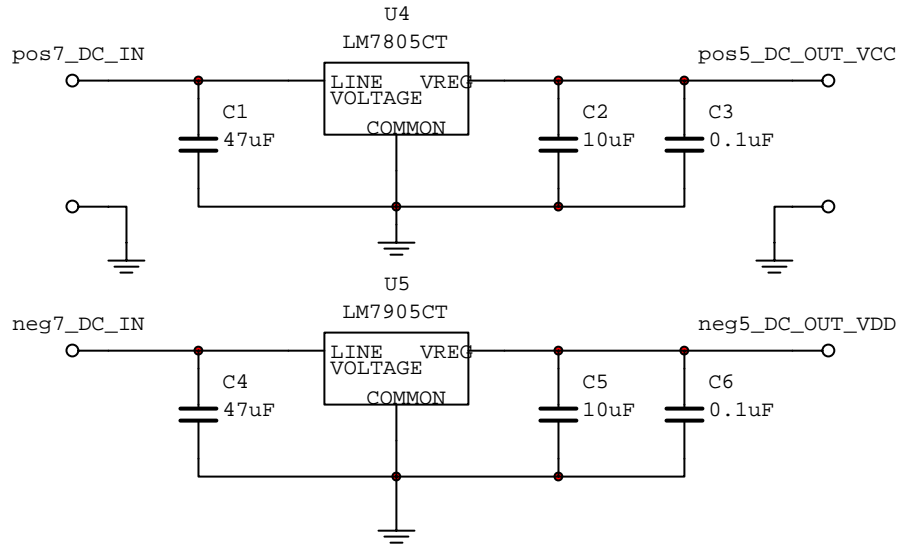 U4
LM7805CT
pos7_DC_IN
pos5_DC_OUT_VCC
LINE VREG
VOLTAGE
COMMON
C1
47uF
C2
10uF
C3
0.1uF
U5
LM7905CT
neg7_DC_IN
neg5_DC_OUT_VDD
LINE VREG
VOLTAGE
COMMON
C4
47uF
C5
10uF
C6
0.1uF